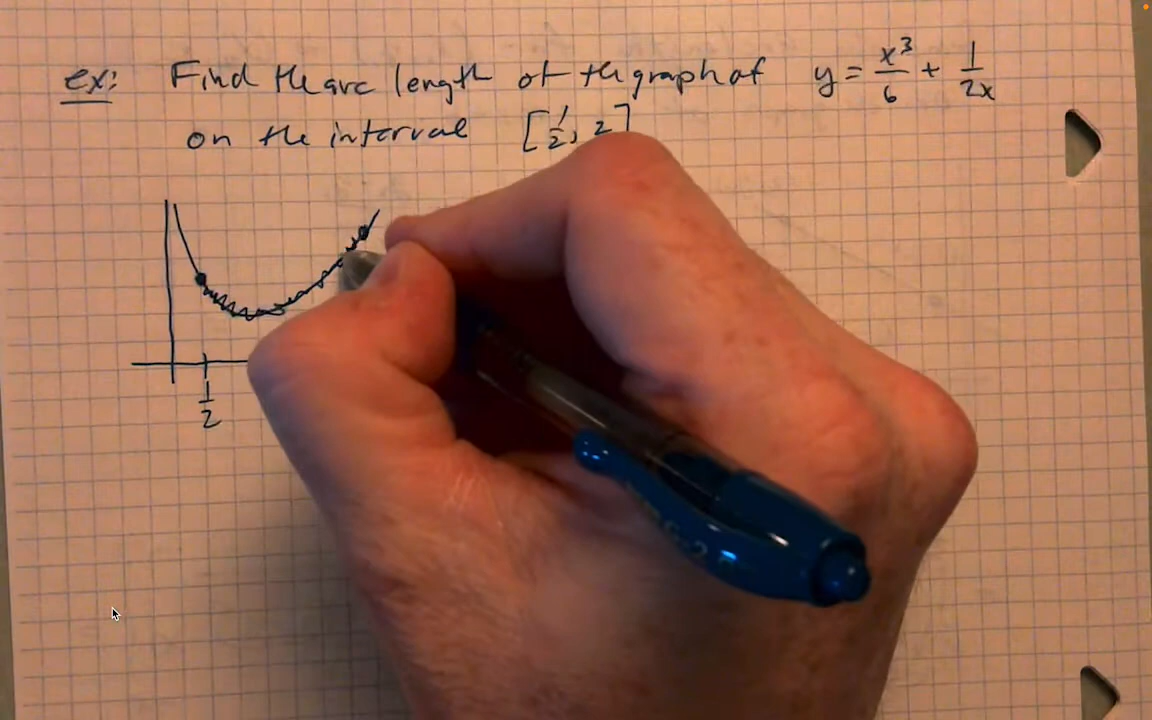 ex: Find the arc length of the graph of y = x³/6 + 1/2x
on the interval [1/2, 2]
1/2